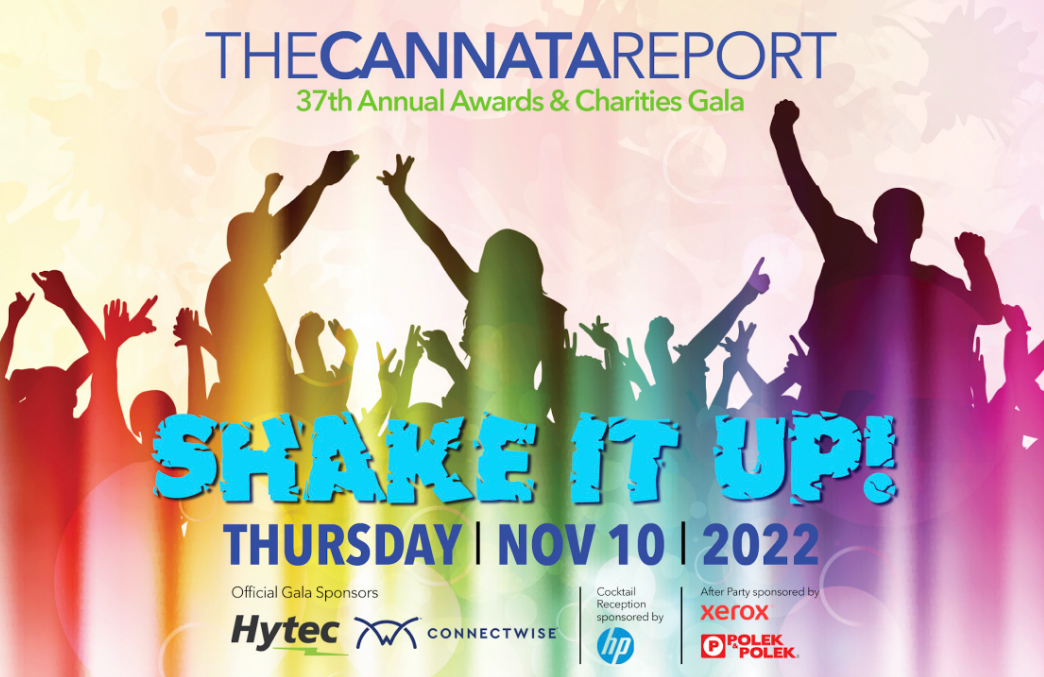 THECANNATAREPORT
37th Annual Awards & Charities Gala
SHAKE IT UP!
THURSDAY | NOV 10 | 2022
Official Gala Sponsors
Hytec
CONNECTWISE
Cocktail
Reception
sponsored by
hp
After Party sponsored by
xerox
POLEK
&POLEK